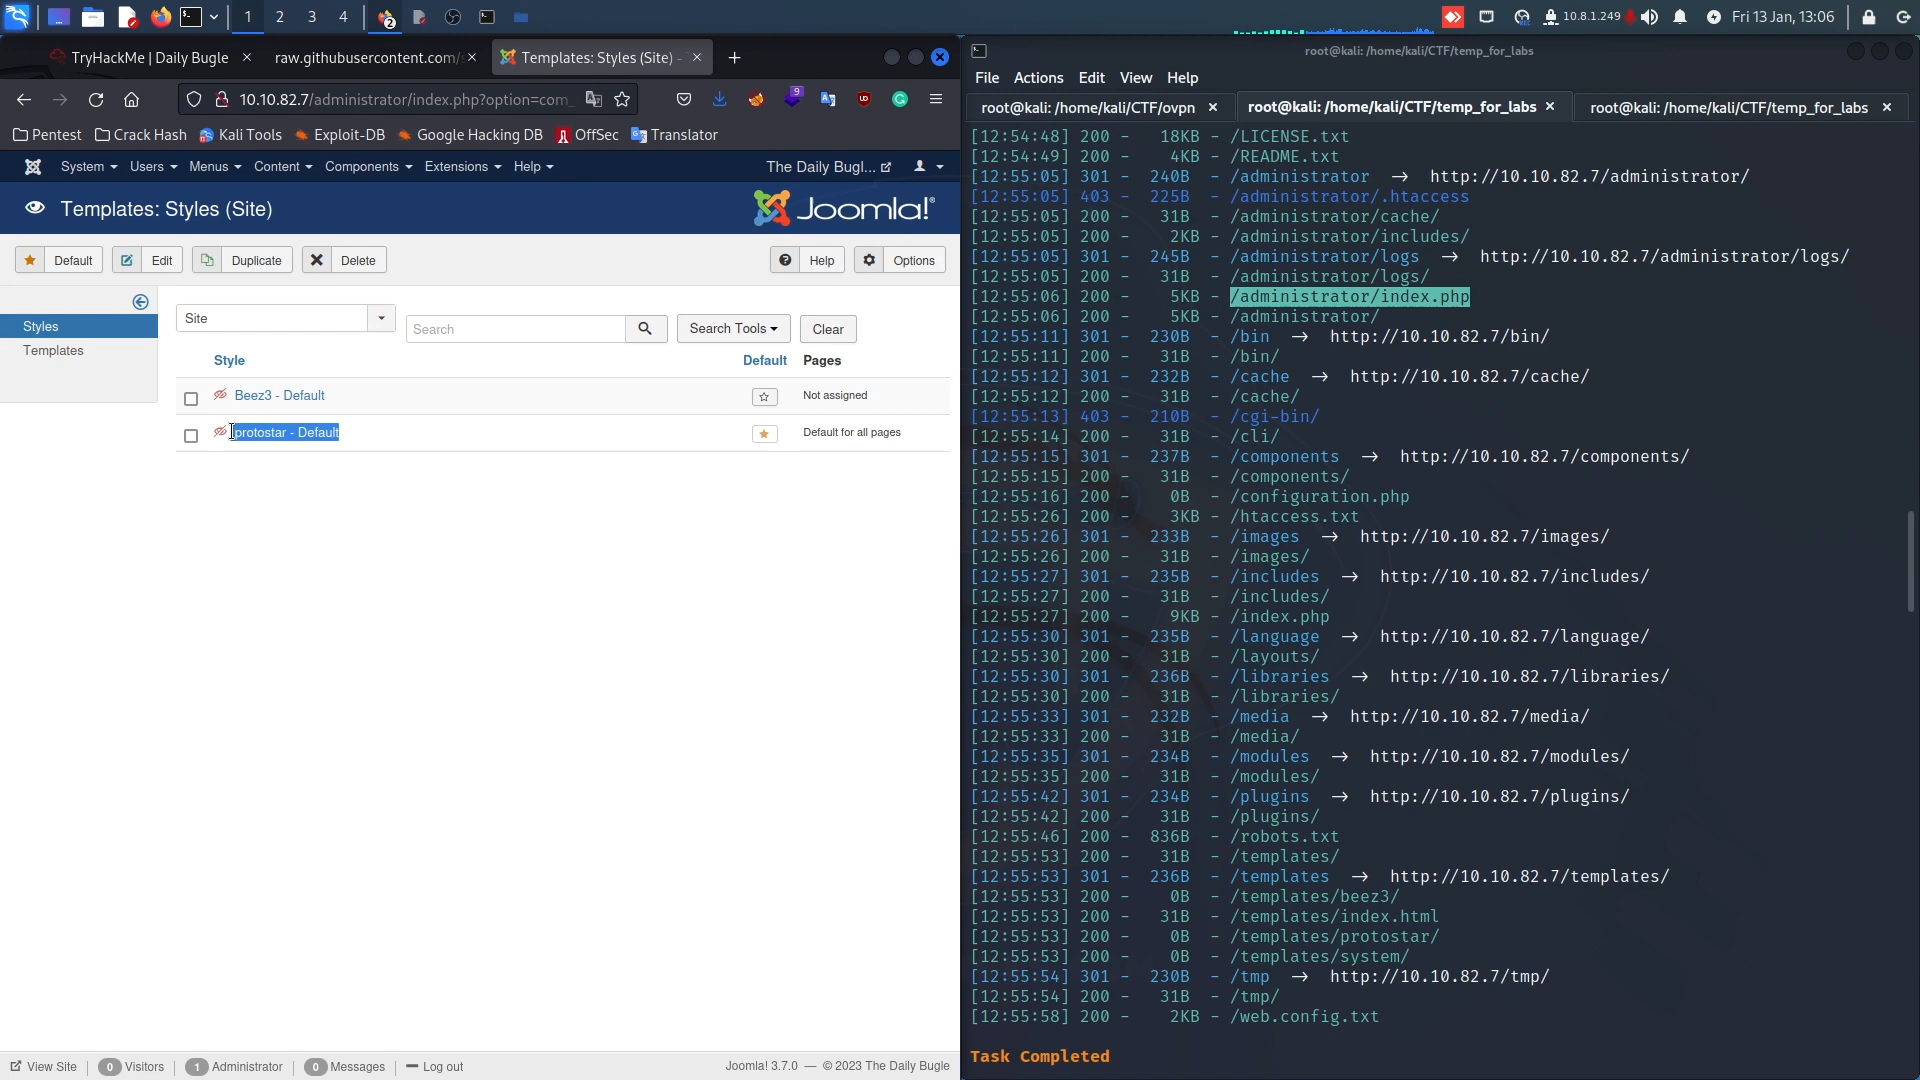 1 2 3 4 2 10.8.1.249 Fri 13 Jan, 13:06
TryHackMe | Daily Bugle
raw.githubusercontent.com/
Templates: Styles (Site) -
10.10.82.7/administrator/index.php?option=com_
9
Pentest Crack Hash Kali Tools Exploit-DB Google Hacking DB OffSec Translator
System Users Menus Content Components Extensions Help The Daily Bugl...
Templates: Styles (Site)
Joomla!
Default Edit Duplicate Delete Help Options
Styles
Templates
Site
Search
Search Tools
Clear
Style Default Pages
Beez3 - Default Not assigned
protostar - Default Default for all pages
View Site 0 Visitors 1 Administrator 0 Messages Log out Joomla! 3.7.0 — © 2023 The Daily Bugle
root@kali: /home/kali/CTF/temp_for_labs
File Actions Edit View Help
root@kali: /home/kali/CTF/ovpn root@kali: /home/kali/CTF/temp_for_labs root@kali: /home/kali/CTF/temp_for_labs
[12:54:48] 200 - 18KB - /LICENSE.txt
[12:54:49] 200 - 4KB - /README.txt
[12:55:05] 301 - 240B - /administrator → http://10.10.82.7/administrator/
[12:55:05] 403 - 225B - /administrator/.htaccess
[12:55:05] 200 - 31B - /administrator/cache/
[12:55:05] 200 - 2KB - /administrator/includes/
[12:55:05] 301 - 245B - /administrator/logs → http://10.10.82.7/administrator/logs/
[12:55:05] 200 - 31B - /administrator/logs/
[12:55:06] 200 - 5KB - /administrator/index.php
[12:55:06] 200 - 5KB - /administrator/
[12:55:11] 301 - 230B - /bin → http://10.10.82.7/bin/
[12:55:11] 200 - 31B - /bin/
[12:55:12] 301 - 232B - /cache → http://10.10.82.7/cache/
[12:55:12] 200 - 31B - /cache/
[12:55:13] 403 - 210B - /cgi-bin/
[12:55:14] 200 - 31B - /cli/
[12:55:15] 301 - 237B - /components → http://10.10.82.7/components/
[12:55:15] 200 - 31B - /components/
[12:55:16] 200 - 0B - /configuration.php
[12:55:26] 200 - 3KB - /htaccess.txt
[12:55:26] 301 - 233B - /images → http://10.10.82.7/images/
[12:55:26] 200 - 31B - /images/
[12:55:27] 301 - 235B - /includes → http://10.10.82.7/includes/
[12:55:27] 200 - 31B - /includes/
[12:55:27] 200 - 9KB - /index.php
[12:55:30] 301 - 235B - /language → http://10.10.82.7/language/
[12:55:30] 200 - 31B - /layouts/
[12:55:30] 301 - 236B - /libraries → http://10.10.82.7/libraries/
[12:55:30] 200 - 31B - /libraries/
[12:55:33] 301 - 232B - /media → http://10.10.82.7/media/
[12:55:33] 200 - 31B - /media/
[12:55:35] 301 - 234B - /modules → http://10.10.82.7/modules/
[12:55:35] 200 - 31B - /modules/
[12:55:42] 301 - 234B - /plugins → http://10.10.82.7/plugins/
[12:55:42] 200 - 31B - /plugins/
[12:55:46] 200 - 836B - /robots.txt
[12:55:53] 200 - 31B - /templates/
[12:55:53] 301 - 236B - /templates → http://10.10.82.7/templates/
[12:55:53] 200 - 0B - /templates/beez3/
[12:55:53] 200 - 31B - /templates/index.html
[12:55:53] 200 - 0B - /templates/protostar/
[12:55:53] 200 - 0B - /templates/system/
[12:55:54] 301 - 230B - /tmp → http://10.10.82.7/tmp/
[12:55:54] 200 - 31B - /tmp/
[12:55:58] 200 - 2KB - /web.config.txt
Task Completed